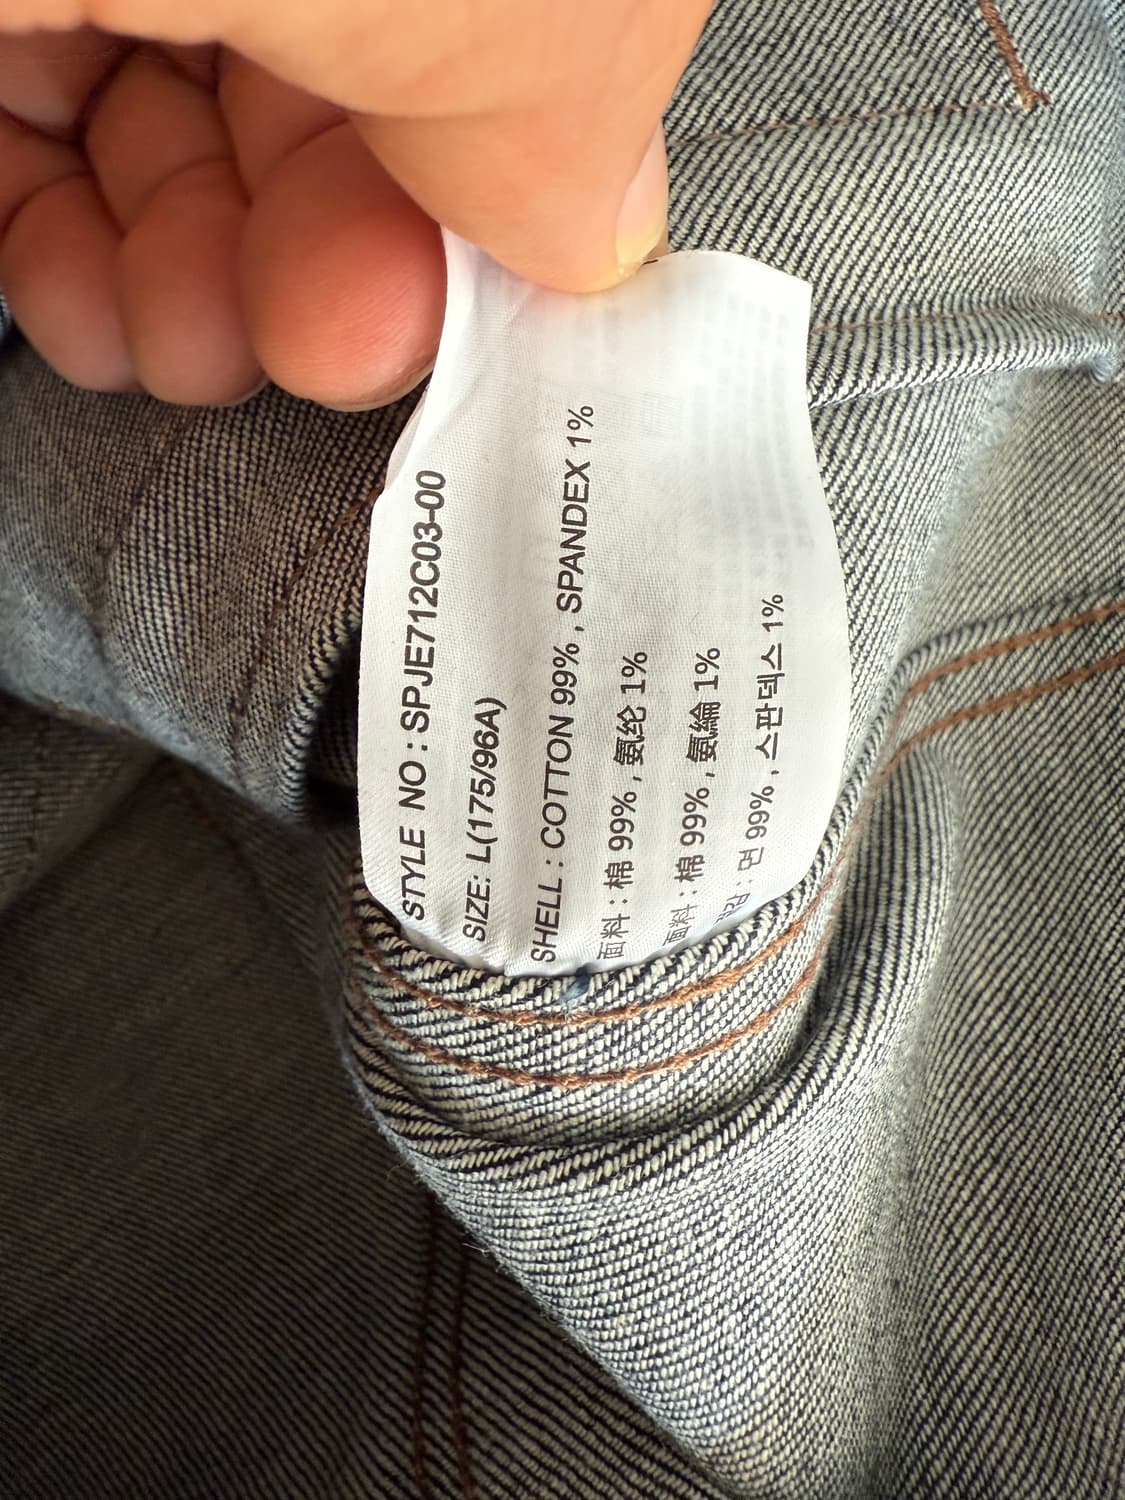 STYLE NO : SPJE712C03-00
SIZE: L(175/96A)
SHELL : COTTON 99% , SPANDEX 1%
面料 : 棉 99% , 氨纶 1%
面料 : 棉 99% , 氨綸 1%
: 면 99% , 스판덱스 1%